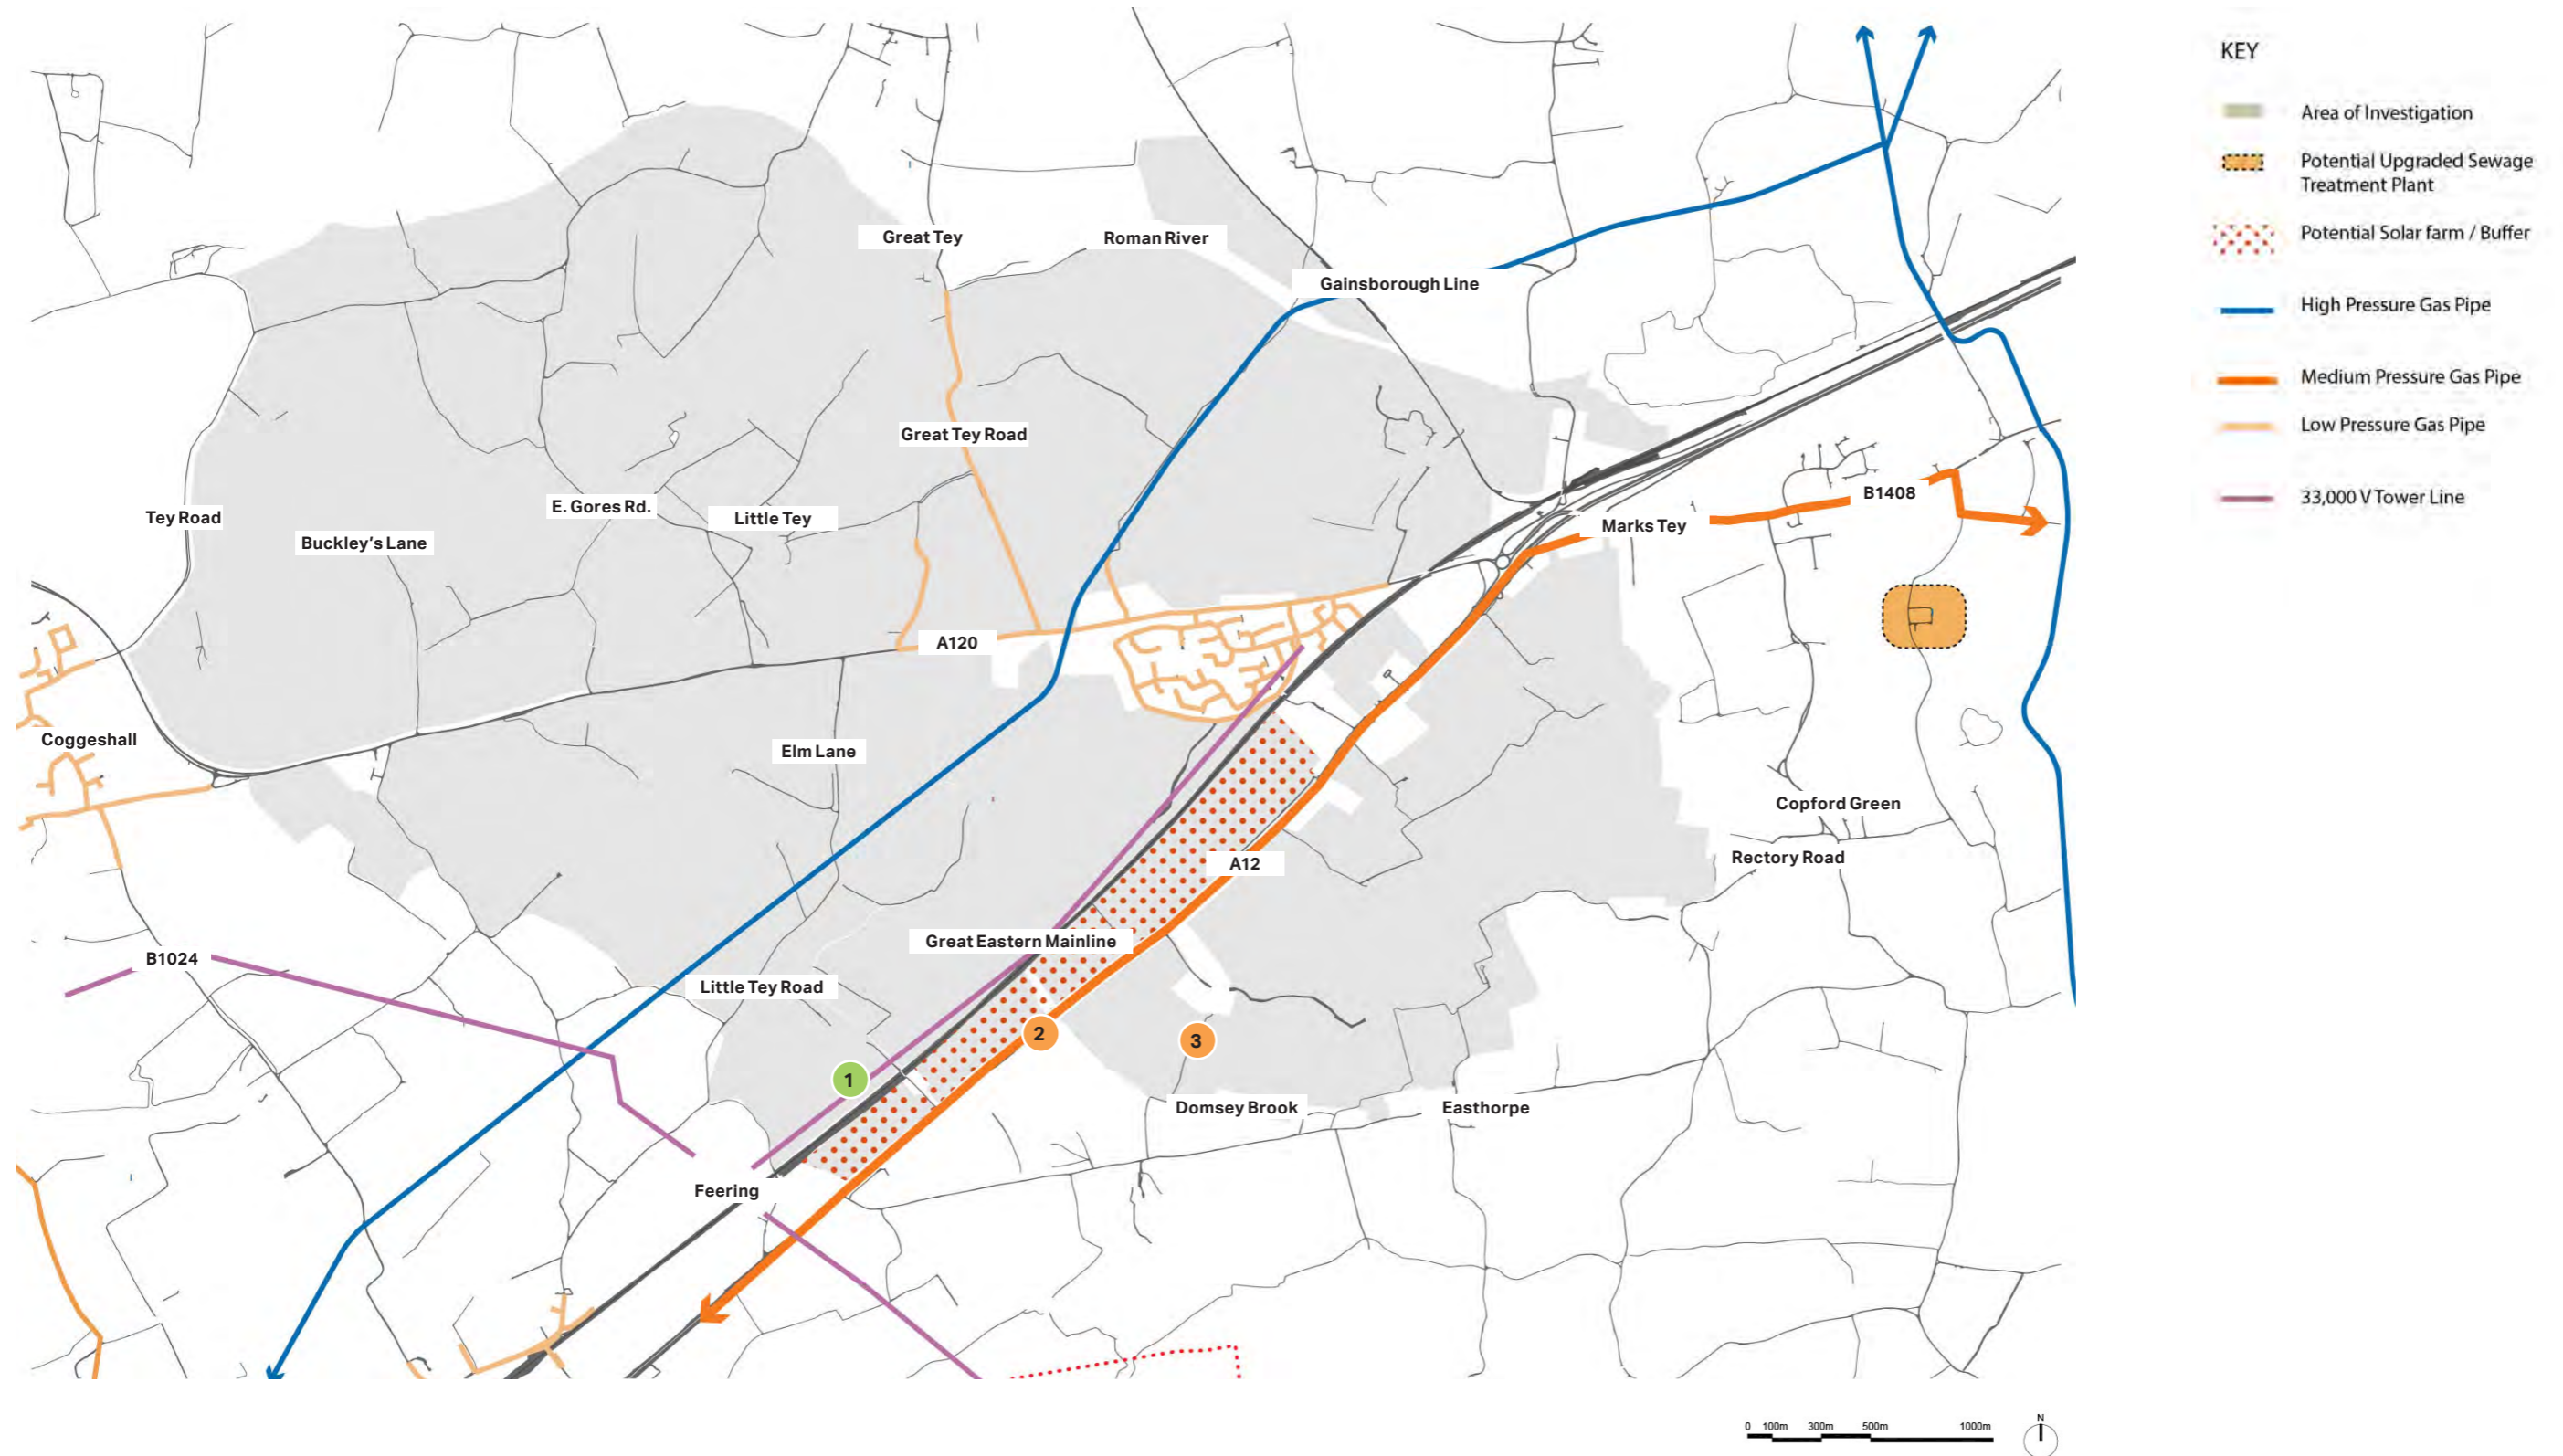 KEY
Area of Investigation
Potential Upgraded Sewage
Treatment Plant
Potential Solar farm / Buffer
High Pressure Gas Pipe
Medium Pressure Gas Pipe
Low Pressure Gas Pipe
33,000 V Tower Line
Great Tey
Roman River
Gainsborough Line
Great Tey Road
Tey Road
E. Gores Rd.
Little Tey
Buckley's Lane
B1408
Marks Tey
A120
Coggeshall
Elm Lane
Copford Green
Rectory Road
A12
Great Eastern Mainline
B1024
Little Tey Road
1
2
3
Domsey Brook
Easthorpe
Feering
0 100m 300m 500m 1000m
N